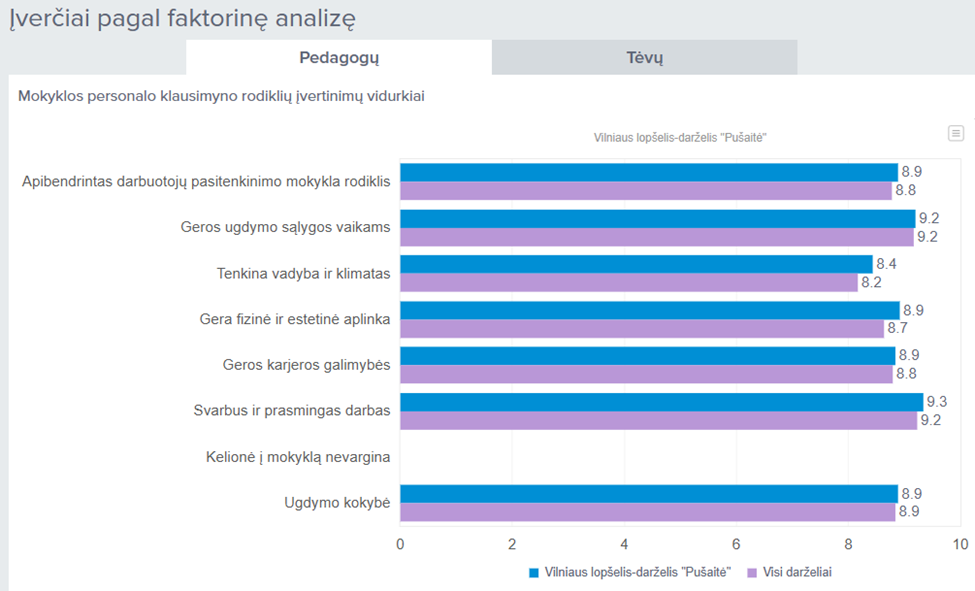 Įverčiai pagal faktorinę analizę
Pedagogų
Tėvų
Mokyklos personalo klausimyno rodiklių įvertinimų vidurkiai
Vilniaus lopšelis-darželis "Pušaitė"
Apibendrintas darbuotojų pasitenkinimo mokykla rodiklis
8.9
8.8
Geros ugdymo sąlygos vaikams
9.2
9.2
Tenkina vadyba ir klimatas
8.4
8.2
Gera fizinė ir estetinė aplinka
8.9
8.7
Geros karjeros galimybės
8.9
8.8
Svarbus ir prasmingas darbas
9.3
9.2
Kelionė į mokyklą nevargina
Ugdymo kokybė
8.9
8.9
0 2 4 6 8 10
Vilniaus lopšelis-darželis "Pušaitė" Visi darželiai